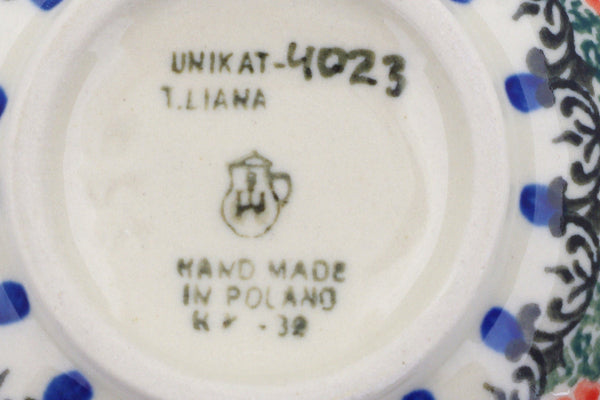 UNIKAT-4023
T.LIANA
HAND MADE
IN POLAND